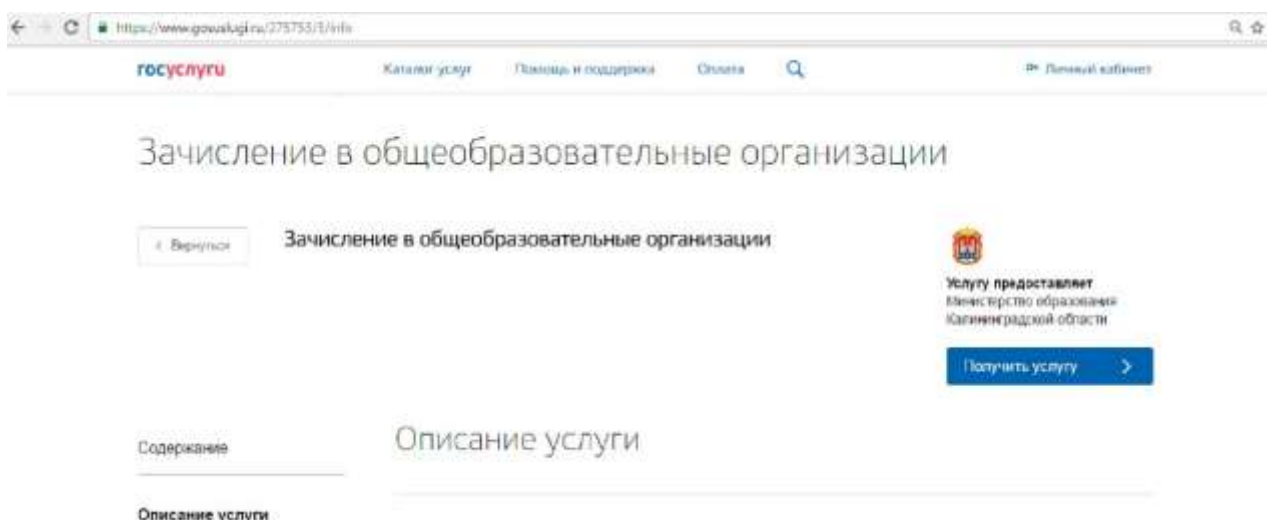 https://www.gosuslugi.ru/275753/1/info
госуслуги Каталог услуг Помощь и поддержка Оплата Личный кабинет
Зачисление в общеобразовательные организации
Вернуться
Зачисление в общеобразовательные организации
Услугу предоставляет
Министерство образования
Калининградской области
Получить услугу
Содержание
Описание услуги
Описание услуги